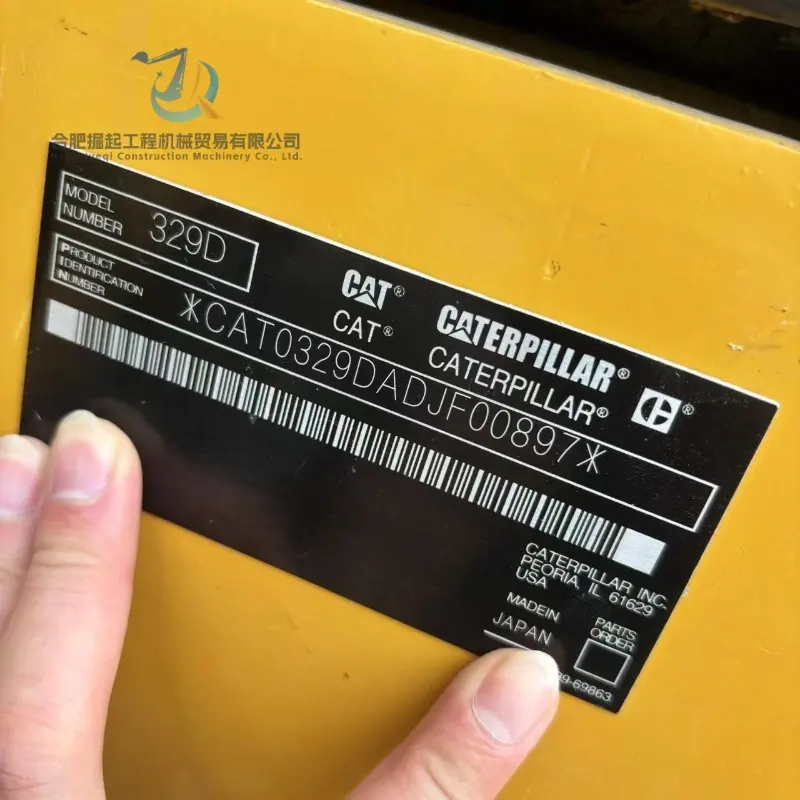 合肥掘起工程机械贸易有限公司
Construction Machinery Co., Ltd.
MODEL NUMBER 329D
PRODUCT IDENTIFICATION NUMBER
*CAT0329DADJF00897*
CAT® CATERPILLAR®
CAT® CATERPILLAR®
CATERPILLAR INC.
PEORIA, IL 61629
USA
MADE IN
JAPAN
PARTS
ORDER